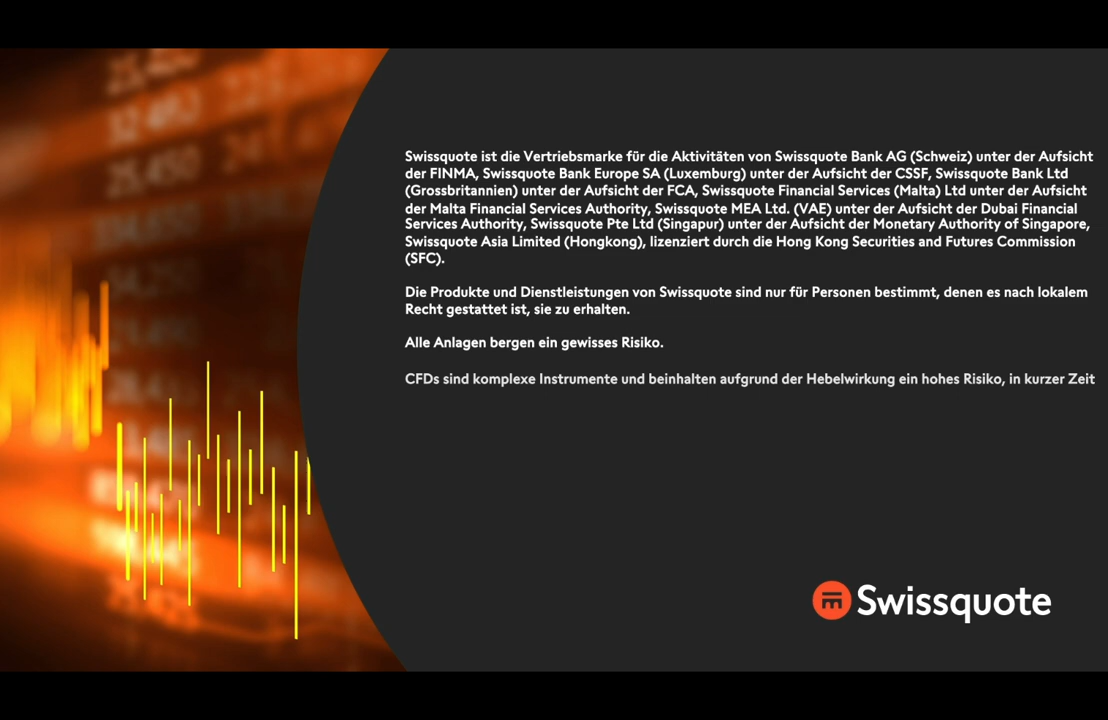 Swissquote ist die Vertriebsmarke für die Aktivitäten von Swissquote Bank AG (Schweiz) unter der Aufsicht
der FINMA, Swissquote Bank Europe SA (Luxemburg) unter der Aufsicht der CSSF, Swissquote Bank Ltd
(Grossbritannien) unter der Aufsicht der FCA, Swissquote Financial Services (Malta) Ltd unter der Aufsicht
der Malta Financial Services Authority, Swissquote MEA Ltd. (VAE) unter der Aufsicht der Dubai Financial
Services Authority, Swissquote Pte Ltd (Singapur) unter der Aufsicht der Monetary Authority of Singapore,
Swissquote Asia Limited (Hongkong), lizenziert durch die Hong Kong Securities and Futures Commission
(SFC).
Die Produkte und Dienstleistungen von Swissquote sind nur für Personen bestimmt, denen es nach lokalem
Recht gestattet ist, sie zu erhalten.
Alle Anlagen bergen ein gewisses Risiko.
CFDs sind komplexe Instrumente und beinhalten aufgrund der Hebelwirkung ein hohes Risiko, in kurzer Zeit
Swissquote